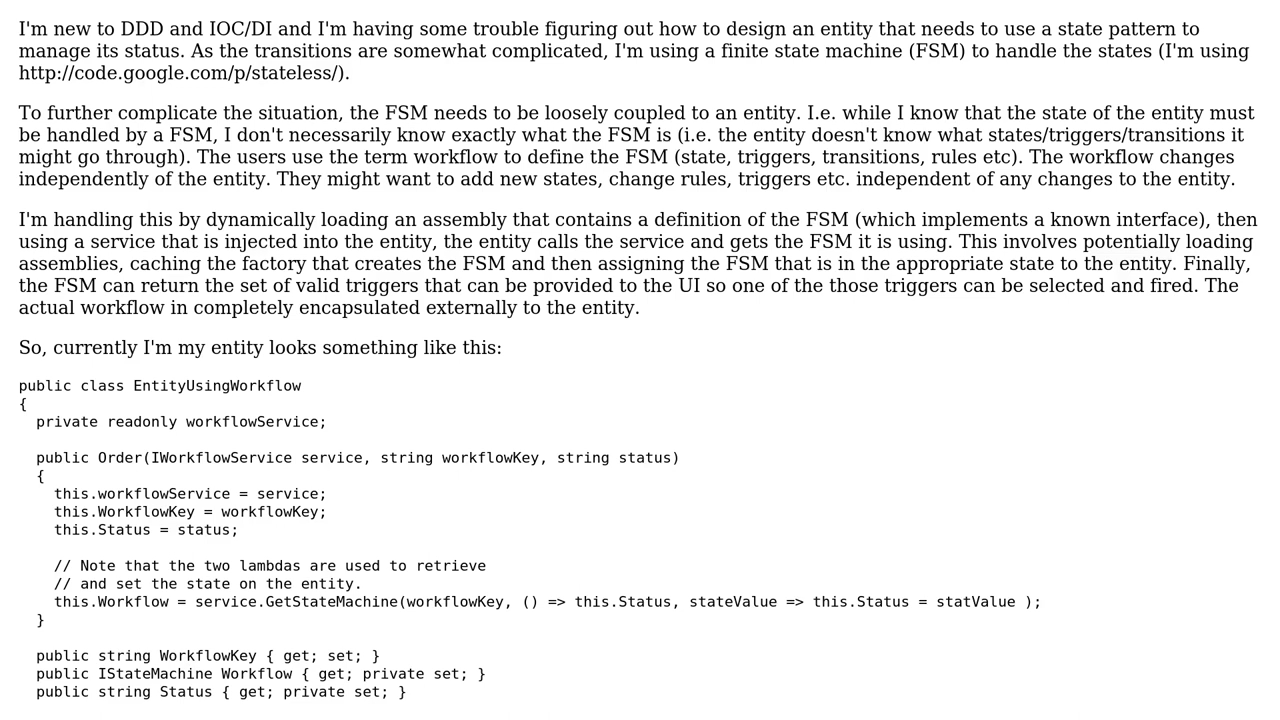 I'm new to DDD and IOC/DI and I'm having some trouble figuring out how to design an entity that needs to use a state pattern to
manage its status. As the transitions are somewhat complicated, I'm using a finite state machine (FSM) to handle the states (I'm using
http://code.google.com/p/stateless/).
To further complicate the situation, the FSM needs to be loosely coupled to an entity. I.e. while I know that the state of the entity must
be handled by a FSM, I don't necessarily know exactly what the FSM is (i.e. the entity doesn't know what states/triggers/transitions it
might go through). The users use the term workflow to define the FSM (state, triggers, transitions, rules etc). The workflow changes
independently of the entity. They might want to add new states, change rules, triggers etc. independent of any changes to the entity.
I'm handling this by dynamically loading an assembly that contains a definition of the FSM (which implements a known interface), then
using a service that is injected into the entity, the entity calls the service and gets the FSM it is using. This involves potentially loading
assemblies, caching the factory that creates the FSM and then assigning the FSM that is in the appropriate state to the entity. Finally,
the FSM can return the set of valid triggers that can be provided to the UI so one of the those triggers can be selected and fired. The
actual workflow in completely encapsulated externally to the entity.
So, currently I'm my entity looks something like this:
public class EntityUsingWorkflow
{
  private readonly workflowService;
  public Order(IWorkflowService service, string workflowKey, string status)
  {
    this.workflowService = service;
    this.WorkflowKey = workflowKey;
    this.Status = status;
    // Note that the two lambdas are used to retrieve
    // and set the state on the entity.
    this.Workflow = service.GetStateMachine(workflowKey, () => this.Status, stateValue => this.Status = statValue );
  }
  public string WorkflowKey { get; set; }
  public IStateMachine Workflow { get; private set; }
  public string Status { get; private set; }